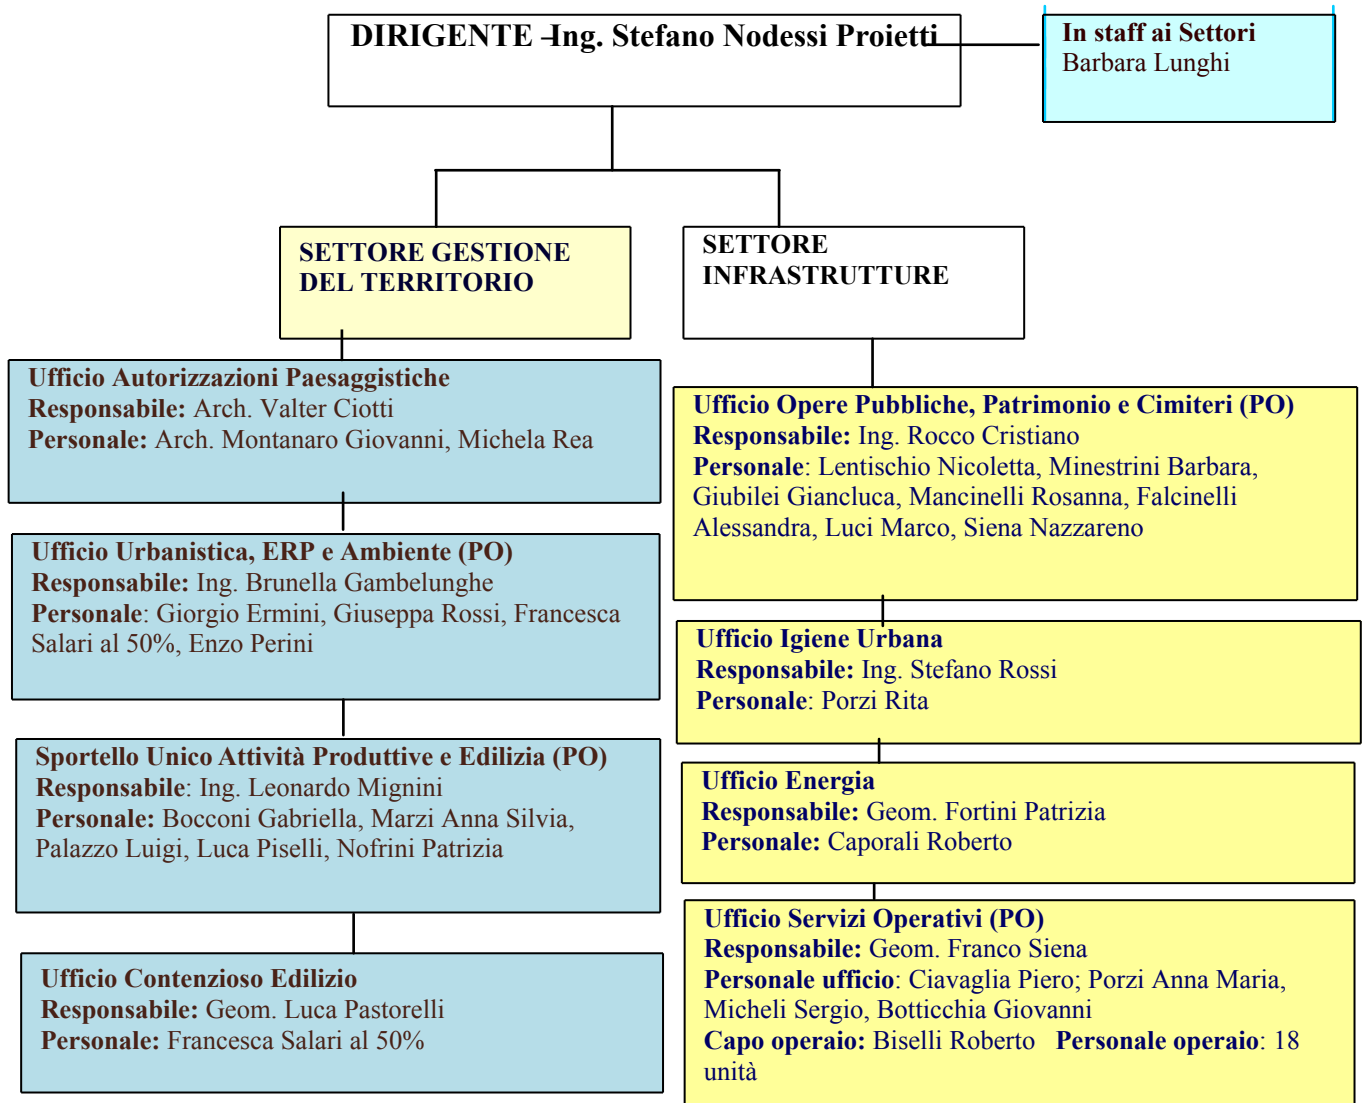 DIRIGENTE –Ing. Stefano Nodessi Proietti
In staff ai Settori
Barbara Lunghi
SETTORE GESTIONE
DEL TERRITORIO
SETTORE
INFRASTRUTTURE
Ufficio Autorizzazioni Paesaggistiche
Responsabile: Arch. Valter Ciotti
Personale: Arch. Montanaro Giovanni, Michela Rea
Ufficio Urbanistica, ERP e Ambiente (PO)
Responsabile: Ing. Brunella Gambelunghe
Personale: Giorgio Ermini, Giuseppa Rossi, Francesca
Salari al 50%, Enzo Perini
Sportello Unico Attività Produttive e Edilizia (PO)
Responsabile: Ing. Leonardo Mignini
Personale: Bocconi Gabriella, Marzi Anna Silvia,
Palazzo Luigi, Luca Piselli, Nofrini Patrizia
Ufficio Contenzioso Edilizio
Responsabile: Geom. Luca Pastorelli
Personale: Francesca Salari al 50%
Ufficio Opere Pubbliche, Patrimonio e Cimiteri (PO)
Responsabile: Ing. Rocco Cristiano
Personale: Lentischio Nicoletta, Minestrini Barbara,
Giubilei Giancluca, Mancinelli Rosanna, Falcinelli
Alessandra, Luci Marco, Siena Nazzareno
Ufficio Igiene Urbana
Responsabile: Ing. Stefano Rossi
Personale: Porzi Rita
Ufficio Energia
Responsabile: Geom. Fortini Patrizia
Personale: Caporali Roberto
Ufficio Servizi Operativi (PO)
Responsabile: Geom. Franco Siena
Personale ufficio: Ciavaglia Piero; Porzi Anna Maria,
Micheli Sergio, Botticchia Giovanni
Capo operaio: Biselli Roberto Personale operaio: 18
unità